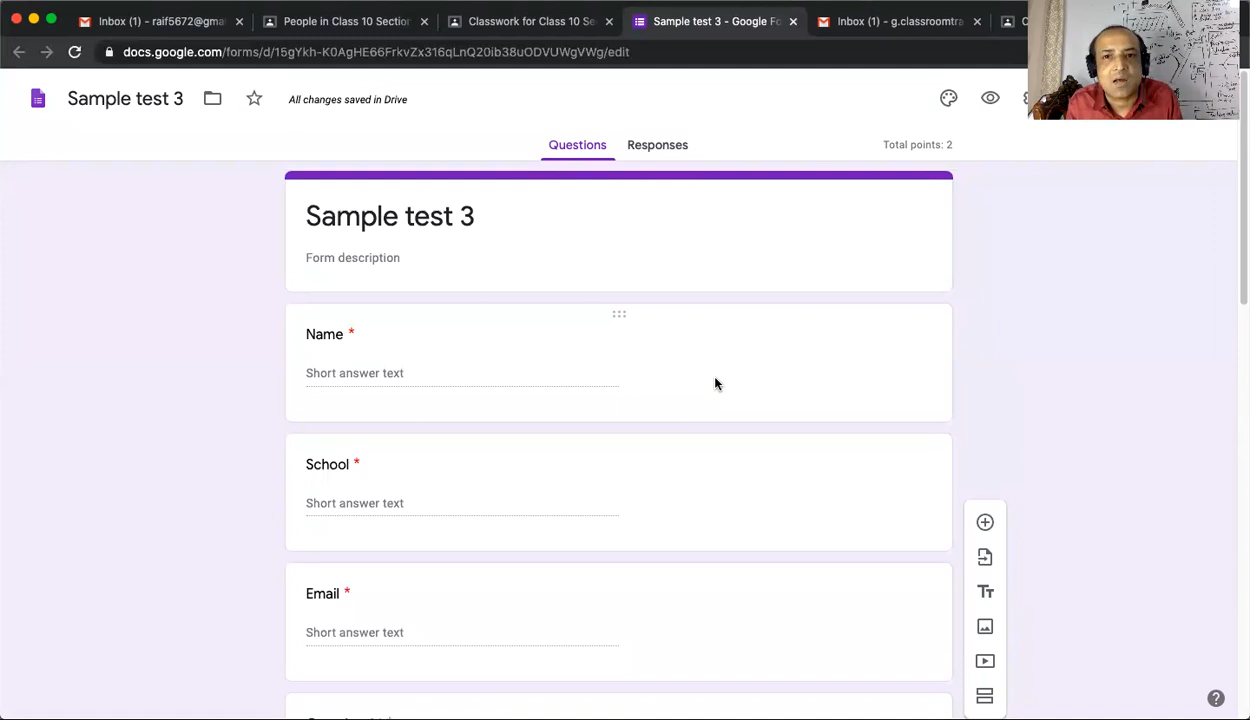 Inbox (1) - raif5672@gma
People in Class 10 Section
Classwork for Class 10 Se
Sample test 3 - Google Fo
Inbox (1) - g.classroomtra
docs.google.com/forms/d/15gYkh-K0AgHE66FrkvZx316qLnQ20ib38uODVUWgVWg/edit
Sample test 3
All changes saved in Drive
Questions
Responses
Total points: 2
Sample test 3
Form description
Name *
Short answer text
School *
Short answer text
Email *
Short answer text